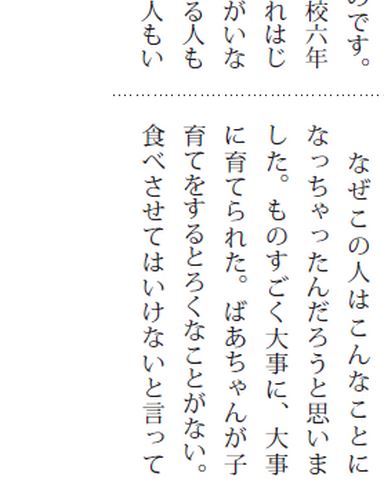 のです。
校六年
れはじ
がいな
る人も
人もい
なぜこの人はこんなことに
なっちゃったんだろうと思いま
した。ものすごく大事に、大事
に育てられた。ばあちゃんが子
育てをするとろくなことがない。
食べさせてはいけないと言って